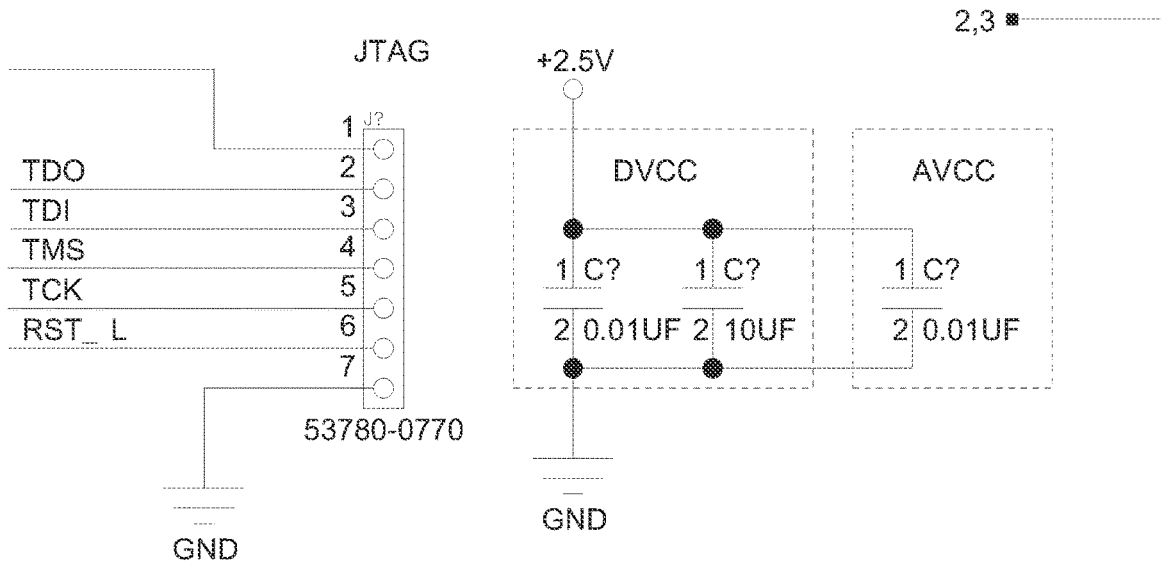 2,3
JTAG
+2.5V
J?
1
2
3
4
5
6
7
TDO
TDI
TMS
TCK
RST_ L
53780-0770
GND
DVCC
AVCC
1 C?
2 0.01UF
1 C?
2 10UF
1 C?
2 0.01UF
GND